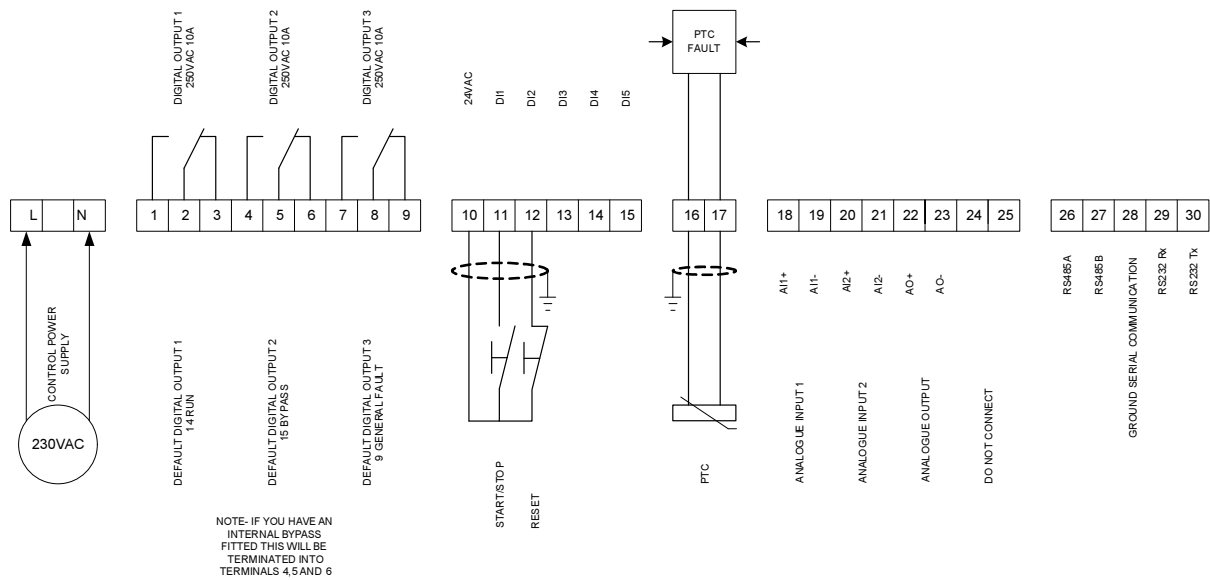 DIGITAL OUTPUT 1
250VAC 10A
DIGITAL OUTPUT 2
250VAC 10A
DIGITAL OUTPUT 3
250VAC 10A
24VAC
DI1
DI2
DI3
DI4
DI5
PTC
FAULT
L N
1 2 3 4 5 6 7 8 9
10 11 12 13 14 15
16 17
18 19 20 21 22 23 24 25
26 27 28 29 30
CONTROL POWER
SUPPLY
230VAC
DEFAULT DIGITAL OUTPUT 1
14 RUN
DEFAULT DIGITAL OUTPUT 2
15 BYPASS
DEFAULT DIGITAL OUTPUT 3
9 GENERAL FAULT
START/STOP
RESET
PTC
AI1+
AI1-
AI2+
AI2-
AO+
AO-
ANALOGUE INPUT 1
ANALOGUE INPUT 2
ANALOGUE OUTPUT
DO NOT CONNECT
RS485A
RS485B
GROUND SERIAL COMMUNICATION
RS232 Rx
RS232 Tx
NOTE- IF YOU HAVE AN
INTERNAL BYPASS
FITTED THIS WILL BE
TERMINATED INTO
TERMINALS 4,5 AND 6